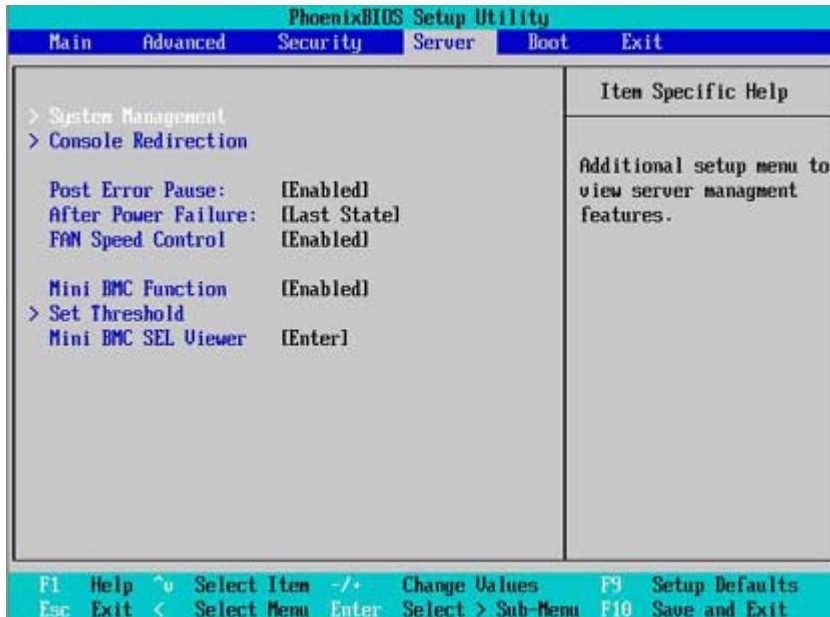 PhoenixBIOS Setup Utility
Main Advanced Security Server Boot Exit
Item Specific Help
> System Management
> Console Redirection
Additional setup menu to
view server managment
features.
Post Error Pause: [Enabled]
After Power Failure: [Last State]
FAN Speed Control [Enabled]
Mini BMC Function [Enabled]
> Set Threshold
Mini BMC SEL Viewer [Enter]
F1 Help ^v Select Item -/+ Change Values F9 Setup Defaults
Esc Exit < Select Menu Enter Select > Sub-Menu F10 Save and Exit